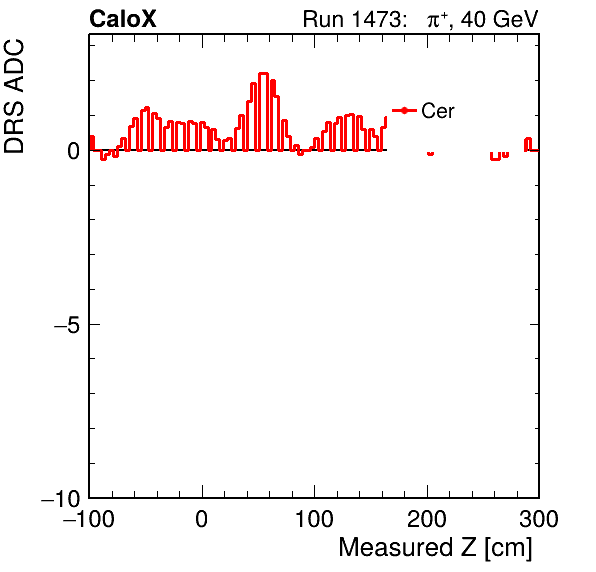 CaloX Run 1473: π⁺, 40 GeV
DRS ADC
Cer
0
−5
−10
−100 0 100 200 300
Measured Z [cm]